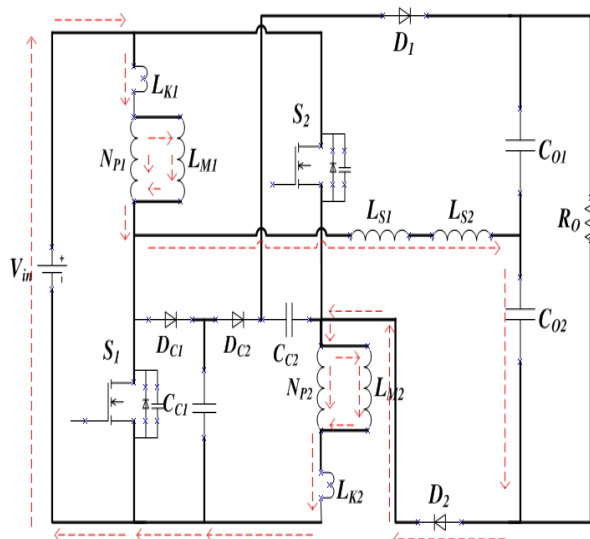 D1
LK1
S2
NP1
LM1
CO1
LS1
LS2
RO
Vin
+
-
CO2
S1
DC1
DC2
CC2
CC1
NP2
LM2
LK2
D2